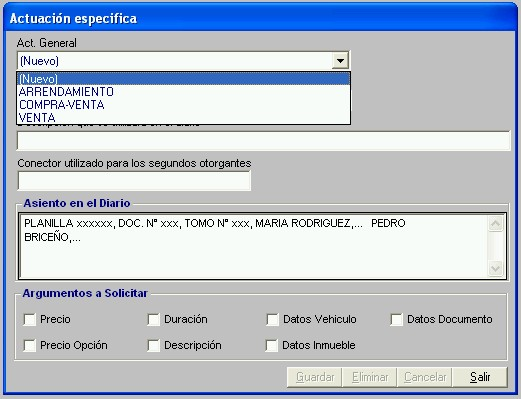 Actuación especifica
Act. General
(Nuevo)
(Nuevo)
ARRENDAMIENTO
COMPRA-VENTA
VENTA
Conector utilizado para los segundos otorgantes
Asiento en el Diario
PLANILLA xxxxxx, DOC. Nº xxx, TOMO Nº xxx, MARIA RODRIGUEZ,... PEDRO
BRICEÑO,...
Argumentos a Solicitar
Precio
Duración
Datos Vehiculo
Datos Documento
Precio Opción
Descripción
Datos Inmueble
Guardar
Eliminar
Cancelar
Salir